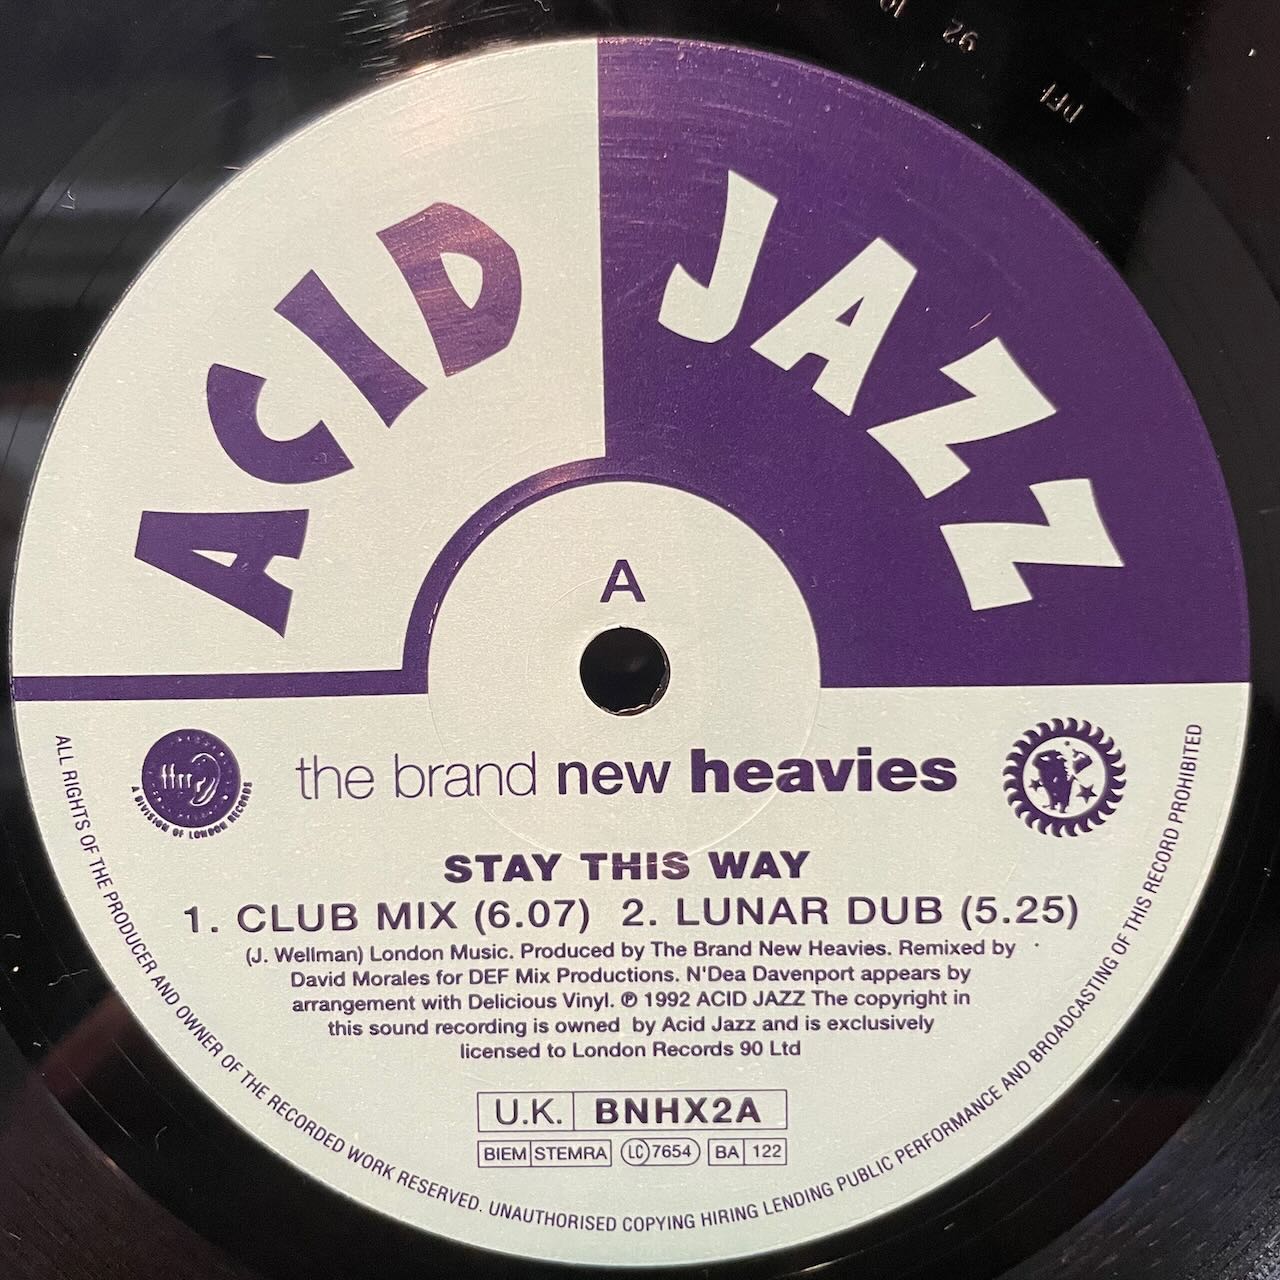 ACID JAZZ
A
ffrr
A DIVISION OF LONDON RECORDS
the brand new heavies
STAY THIS WAY
1. CLUB MIX (6.07) 2. LUNAR DUB (5.25)
(J. Wellman) London Music. Produced by The Brand New Heavies. Remixed by
David Morales for DEF Mix Productions. N'Dea Davenport appears by
arrangement with Delicious Vinyl. ℗ 1992 ACID JAZZ The copyright in
this sound recording is owned by Acid Jazz and is exclusively
licensed to London Records 90 Ltd
U.K. BNHX2A
BIEM STEMRA LC 7654 BA 122
ALL RIGHTS OF THE PRODUCER AND OWNER OF THE RECORDED WORK RESERVED. UNAUTHORISED COPYING HIRING LENDING PUBLIC PERFORMANCE AND BROADCASTING OF THIS RECORD PROHIBITED